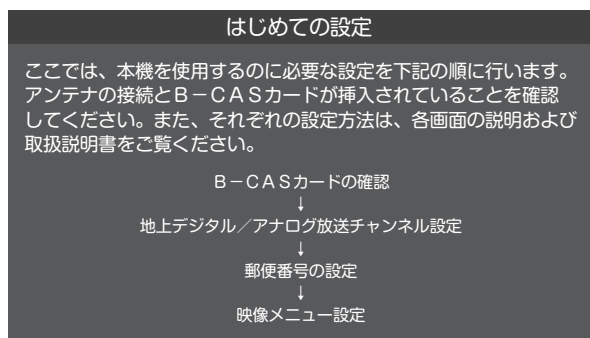 はじめての設定
ここでは、本機を使用するのに必要な設定を下記の順に行います。
アンテナの接続とB－CASカードが挿入されていることを確認
してください。また、それぞれの設定方法は、各画面の説明および
取扱説明書をご覧ください。
B－CASカードの確認
↓
地上デジタル／アナログ放送チャンネル設定
↓
郵便番号の設定
↓
映像メニュー設定